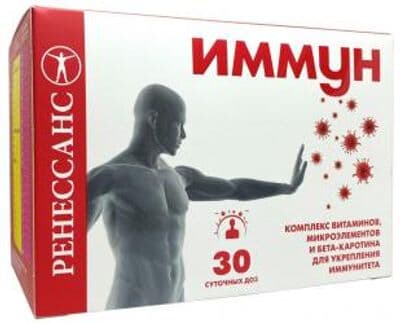 РЕНЕССАНС
ИММУН
КОМПЛЕКС ВИТАМИНОВ,
МИКРОЭЛЕМЕНТОВ
И БЕТА-КАРОТИНА
ДЛЯ УКРЕПЛЕНИЯ
ИММУНИТЕТА
30
СУТОЧНЫХ ДОЗ